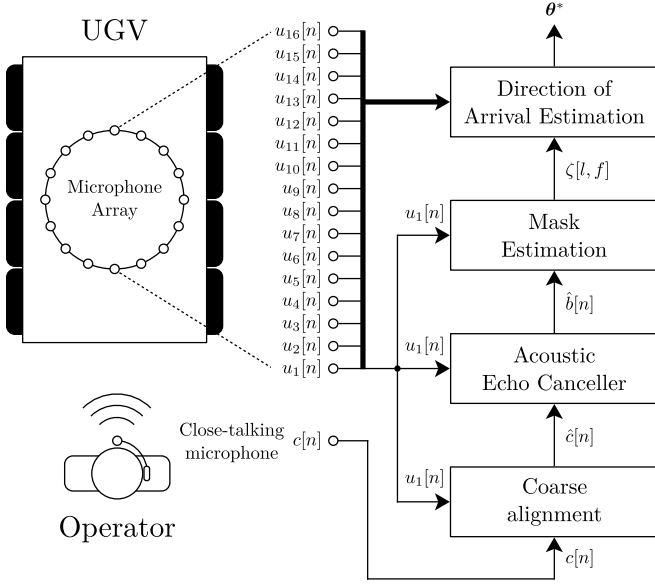 UGV
Microphone
Array
u₁₆[n]
u₁₅[n]
u₁₄[n]
u₁₃[n]
u₁₂[n]
u₁₁[n]
u₁₀[n]
u₉[n]
u₈[n]
u₇[n]
u₆[n]
u₅[n]
u₄[n]
u₃[n]
u₂[n]
u₁[n]
Close-talking
microphone
c[n]
Operator
θ*
Direction of
Arrival Estimation
ζ[l, f]
u₁[n]
Mask
Estimation
b̂[n]
u₁[n]
Acoustic
Echo Canceller
ĉ[n]
u₁[n]
Coarse
alignment
c[n]